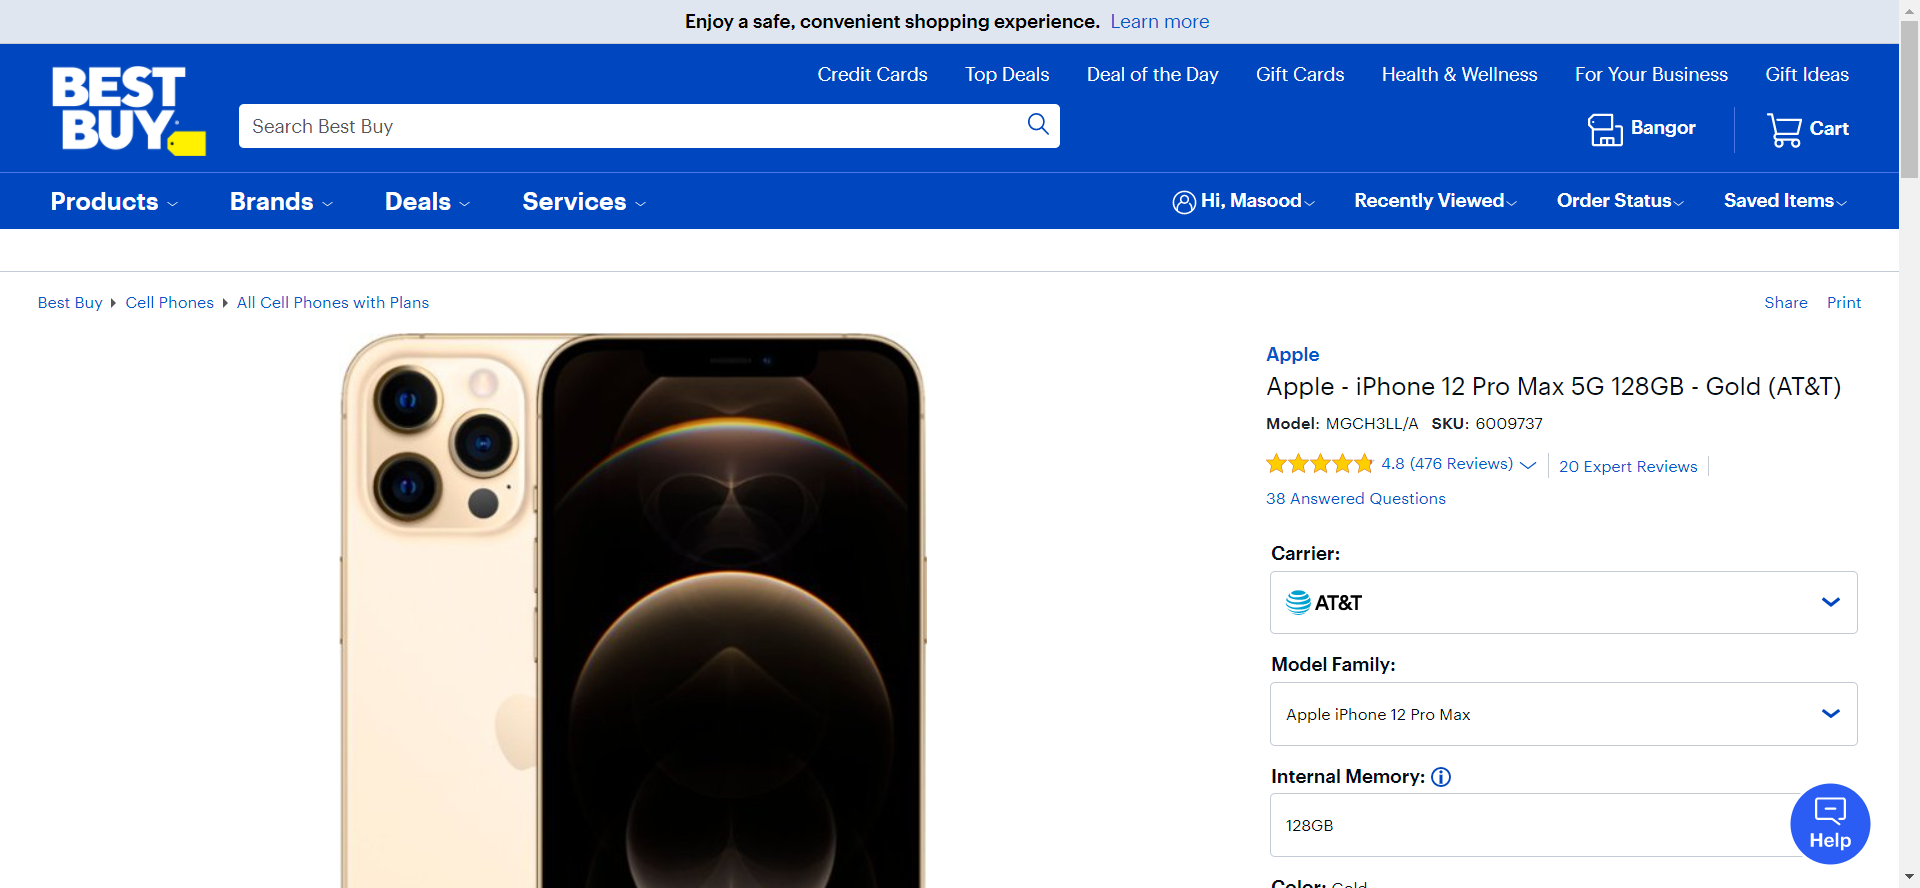 Enjoy a safe, convenient shopping experience. Learn more
Credit Cards Top Deals Deal of the Day Gift Cards Health & Wellness For Your Business Gift Ideas
BEST
BUY
Search Best Buy
Bangor
Cart
Products Brands Deals Services
Hi, Masood Recently Viewed Order Status Saved Items
Best Buy Cell Phones All Cell Phones with Plans
Share Print
Apple
Apple - iPhone 12 Pro Max 5G 128GB - Gold (AT&T)
Model: MGCH3LL/A SKU: 6009737
4.8 (476 Reviews) 20 Expert Reviews
38 Answered Questions
Carrier:
AT&T
Model Family:
Apple iPhone 12 Pro Max
Internal Memory:
128GB
Help
Color: Gold